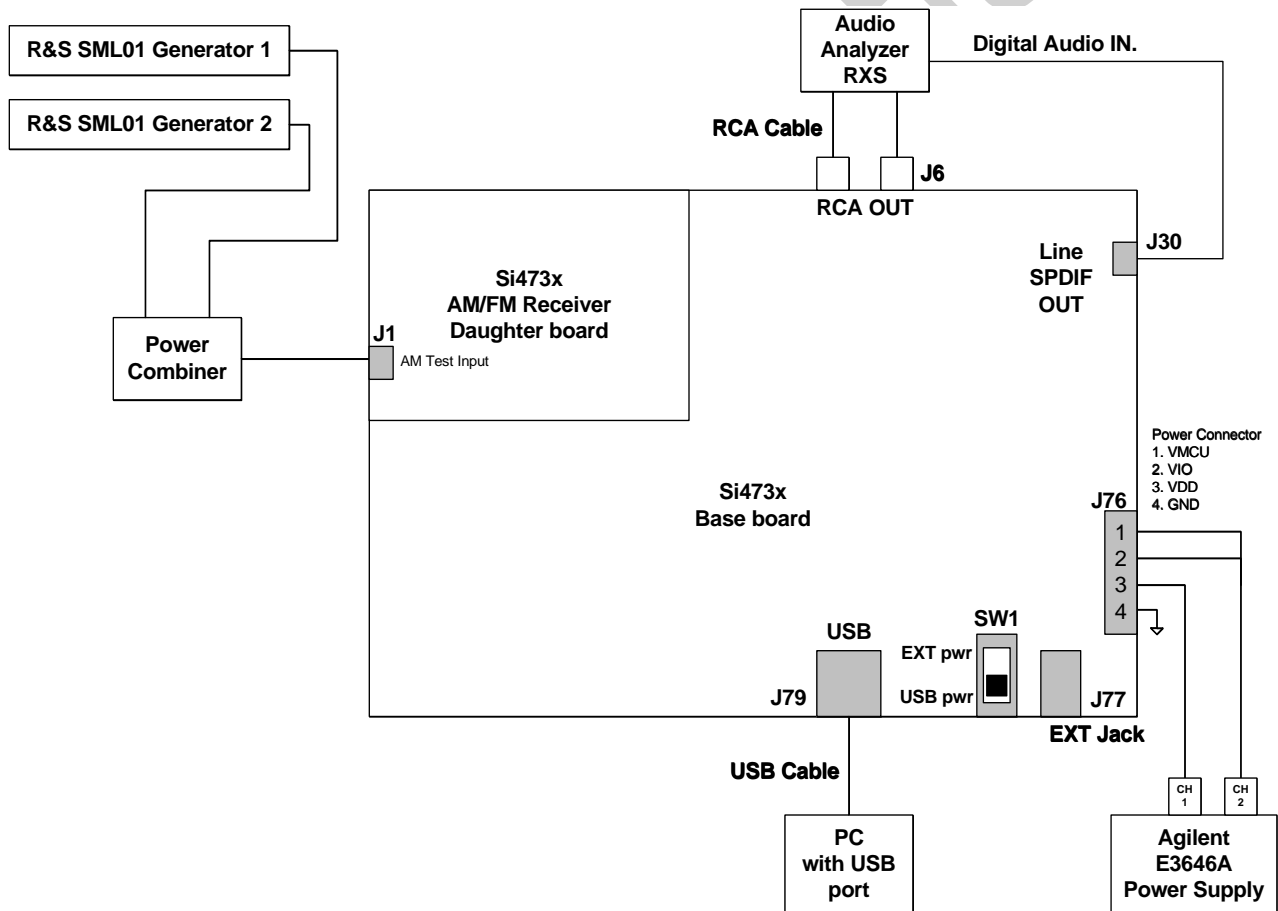 R&S SML01 Generator 1
R&S SML01 Generator 2
Power
Combiner
Audio
Analyzer
RXS
Digital Audio IN.
RCA Cable
J6
RCA OUT
J30
Line
SPDIF
OUT
Si473x
AM/FM Receiver
Daughter board
J1
AM Test Input
Si473x
Base board
Power Connector
1. VMCU
2. VIO
3. VDD
4. GND
J76
1
2
3
4
USB
SW1
EXT pwr
USB pwr
J79
J77
EXT Jack
USB Cable
PC
with USB
port
CH
1
CH
2
Agilent
E3646A
Power Supply